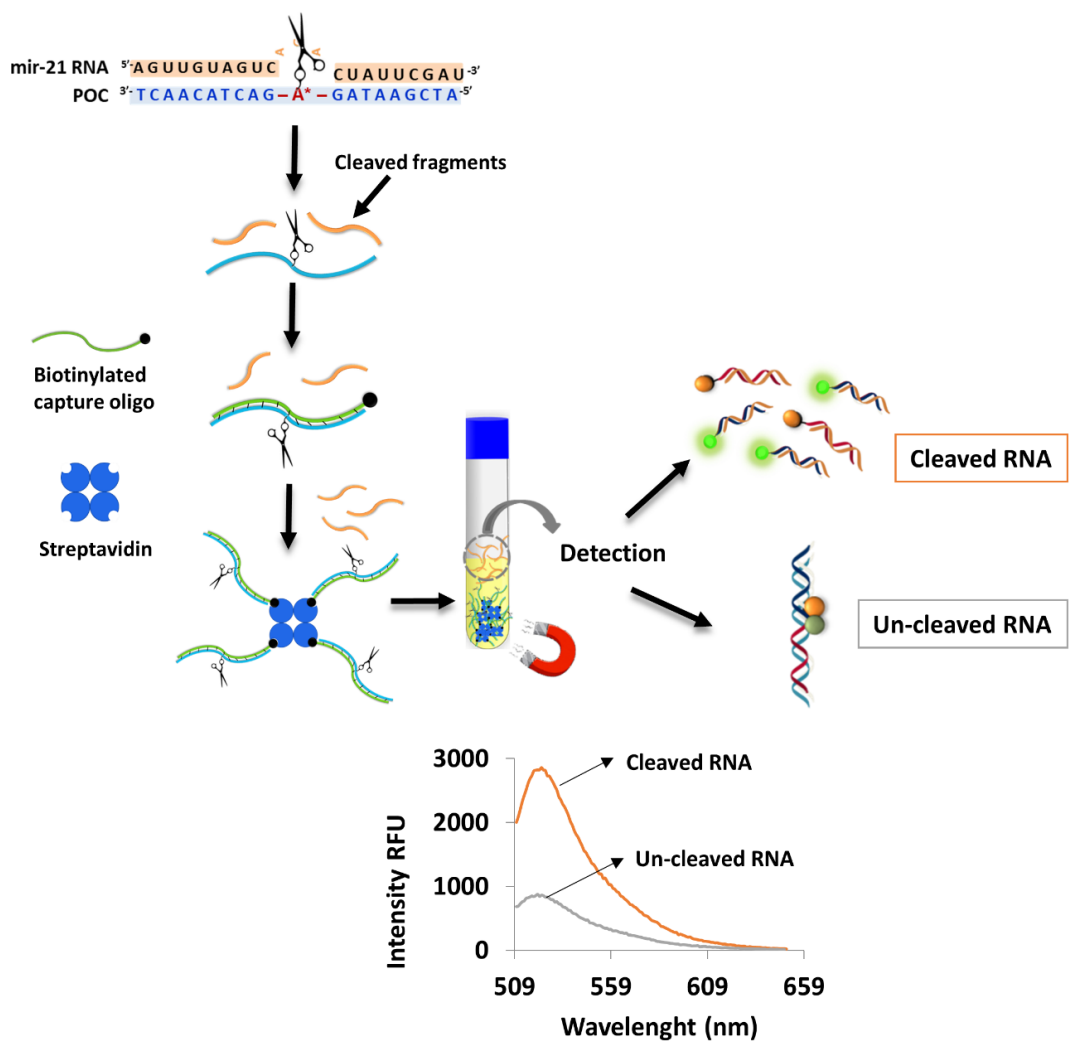 mir-21 RNA 5'-AGUUGUAGUC A C A CUAUUCGAU-3'
POC 3'-TCAACATCAG–A*–GATAAGCTA-5'
Cleaved fragments
Biotinylated
capture oligo
Streptavidin
Detection
Cleaved RNA
Un-cleaved RNA
3000
2000
1000
0
Intensity RFU
Cleaved RNA
Un-cleaved RNA
509 559 609 659
Wavelenght (nm)